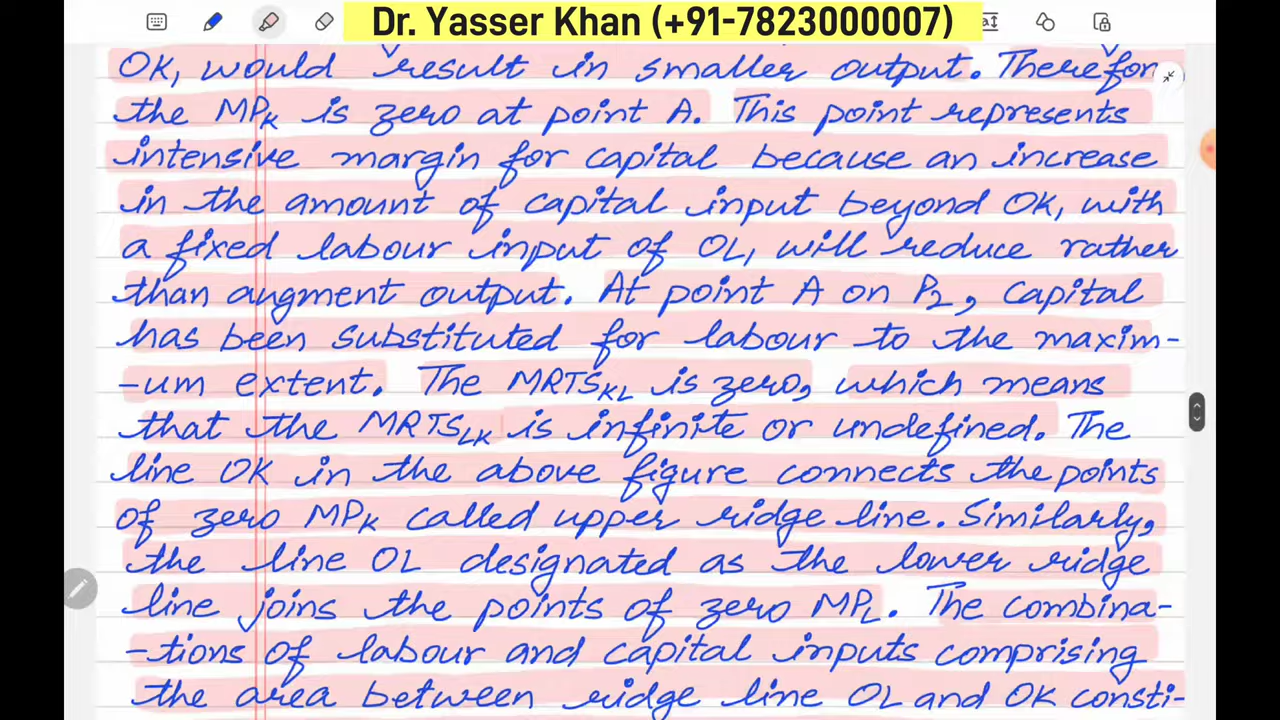 Dr. Yasser Khan (+91-7823000007)
OK, would result in smaller output. Therefor
the MPK is zero at point A. This point represents
intensive margin for capital because an increase
in the amount of capital input beyond OK, with
a fixed labour input of OL, will reduce rather
than augment output. At point A on P2, capital
has been substituted for labour to the maxim-
-um extent. The MRTSKL is zero, which means
that the MRTSLK is infinite or undefined. The
line OK in the above figure connects the points
of zero MPK called upper ridge line. Similarly,
the line OL designated as the lower ridge
line joins the points of zero MPL. The combina-
-tions of labour and capital inputs comprising
the area between ridge line OL and OK consti-